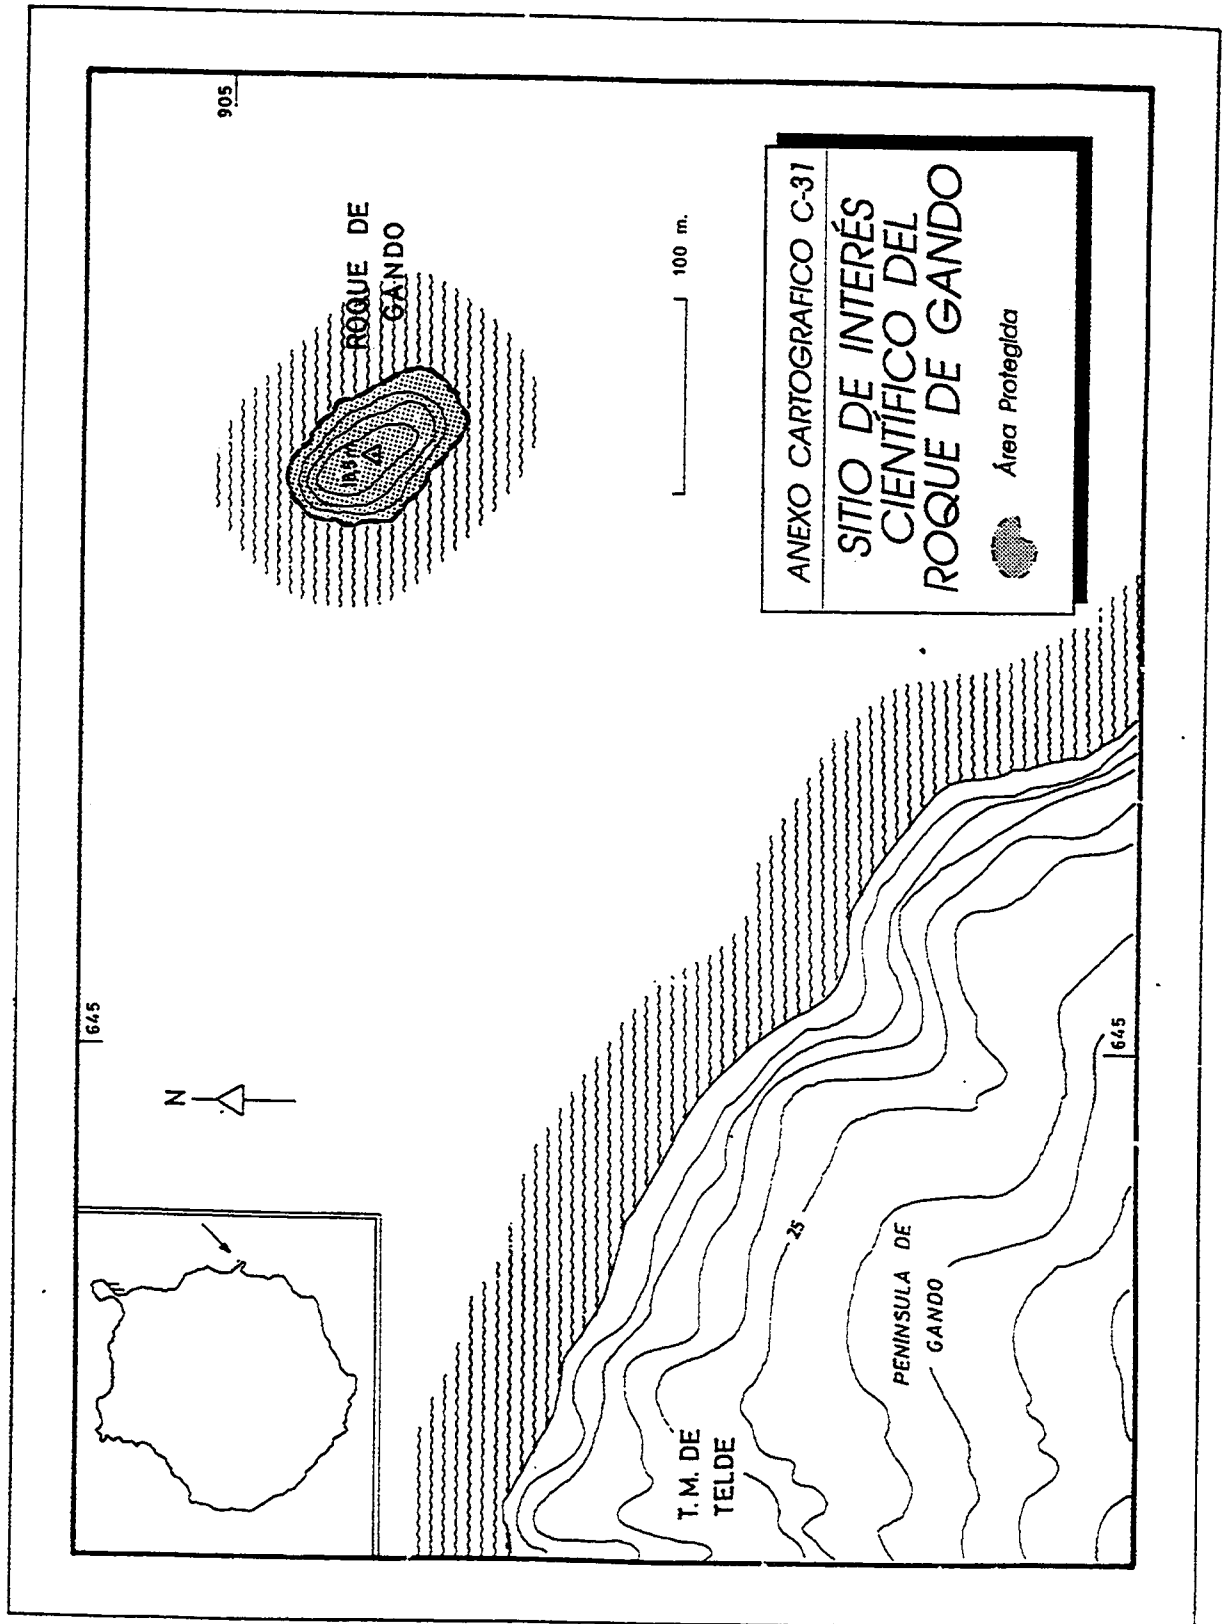 905
645
N
ROQUE DE
GANDO
100 m.
ANEXO CARTOGRAFICO C-31
SITIO DE INTERÉS
CIENTÍFICO DEL
ROQUE DE GANDO
Área Protegida
25
PENINSULA DE
GANDO
T.M. DE
TELDE
645